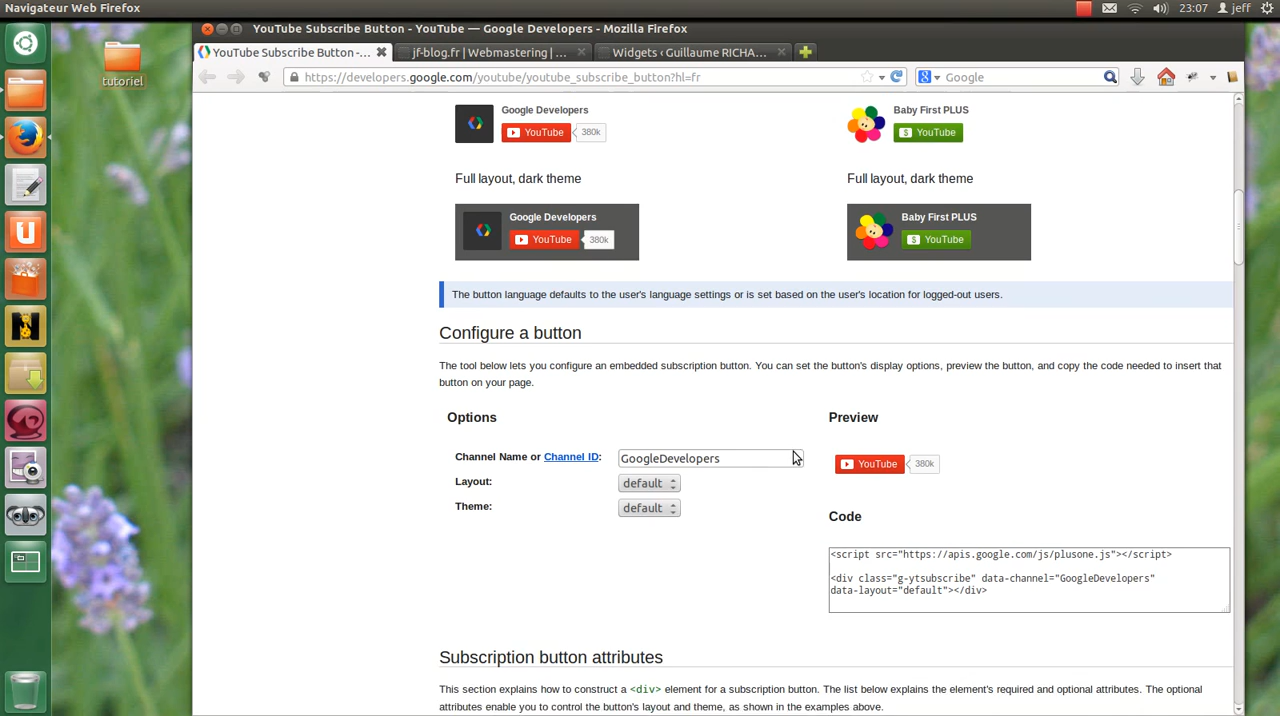 Navigateur Web Firefox
23:07
jeff
YouTube Subscribe Button - YouTube — Google Developers - Mozilla Firefox
YouTube Subscribe Button -...
jf-blog.fr | Webmastering | ...
Widgets ‹ Guillaume RICHA...
https://developers.google.com/youtube/youtube_subscribe_button?hl=fr
Google
tutoriel
Google Developers
YouTube
380k
Baby First PLUS
YouTube
Full layout, dark theme
Full layout, dark theme
Google Developers
YouTube
380k
Baby First PLUS
YouTube
The button language defaults to the user's language settings or is set based on the user's location for logged-out users.
Configure a button
The tool below lets you configure an embedded subscription button. You can set the button's display options, preview the button, and copy the code needed to insert that
button on your page.
Options
Channel Name or Channel ID:
GoogleDevelopers
Layout:
default
Theme:
default
Preview
YouTube
380k
Code
<script src="https://apis.google.com/js/plusone.js"></script>
<div class="g-ytsubscribe" data-channel="GoogleDevelopers"
data-layout="default"></div>
Subscription button attributes
This section explains how to construct a <div> element for a subscription button. The list below explains the element's required and optional attributes. The optional
attributes enable you to control the button's layout and theme, as shown in the examples above.